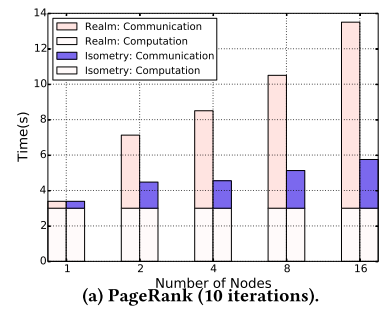 14
12
10
8
6
4
2
0
Time(s)
Realm: Communication
Realm: Computation
Isometry: Communication
Isometry: Computation
1 2 4 8 16
Number of Nodes
(a) PageRank (10 iterations).